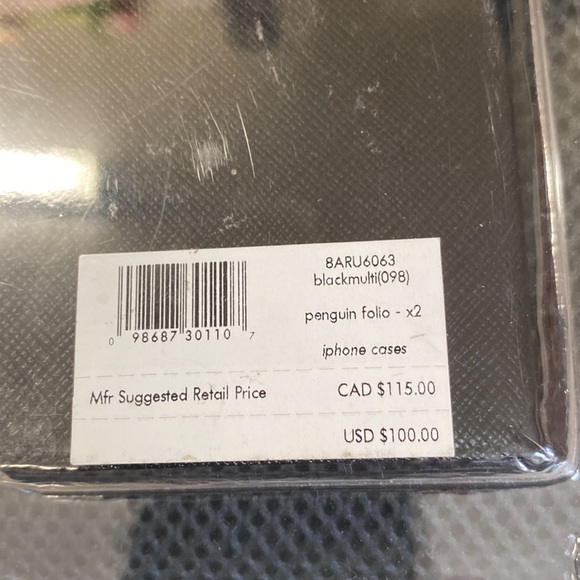 8ARU6063
blackmulti(098)
penguin folio - x2
iphone cases
0 98687 30110 7
Mfr Suggested Retail Price CAD $115.00
USD $100.00